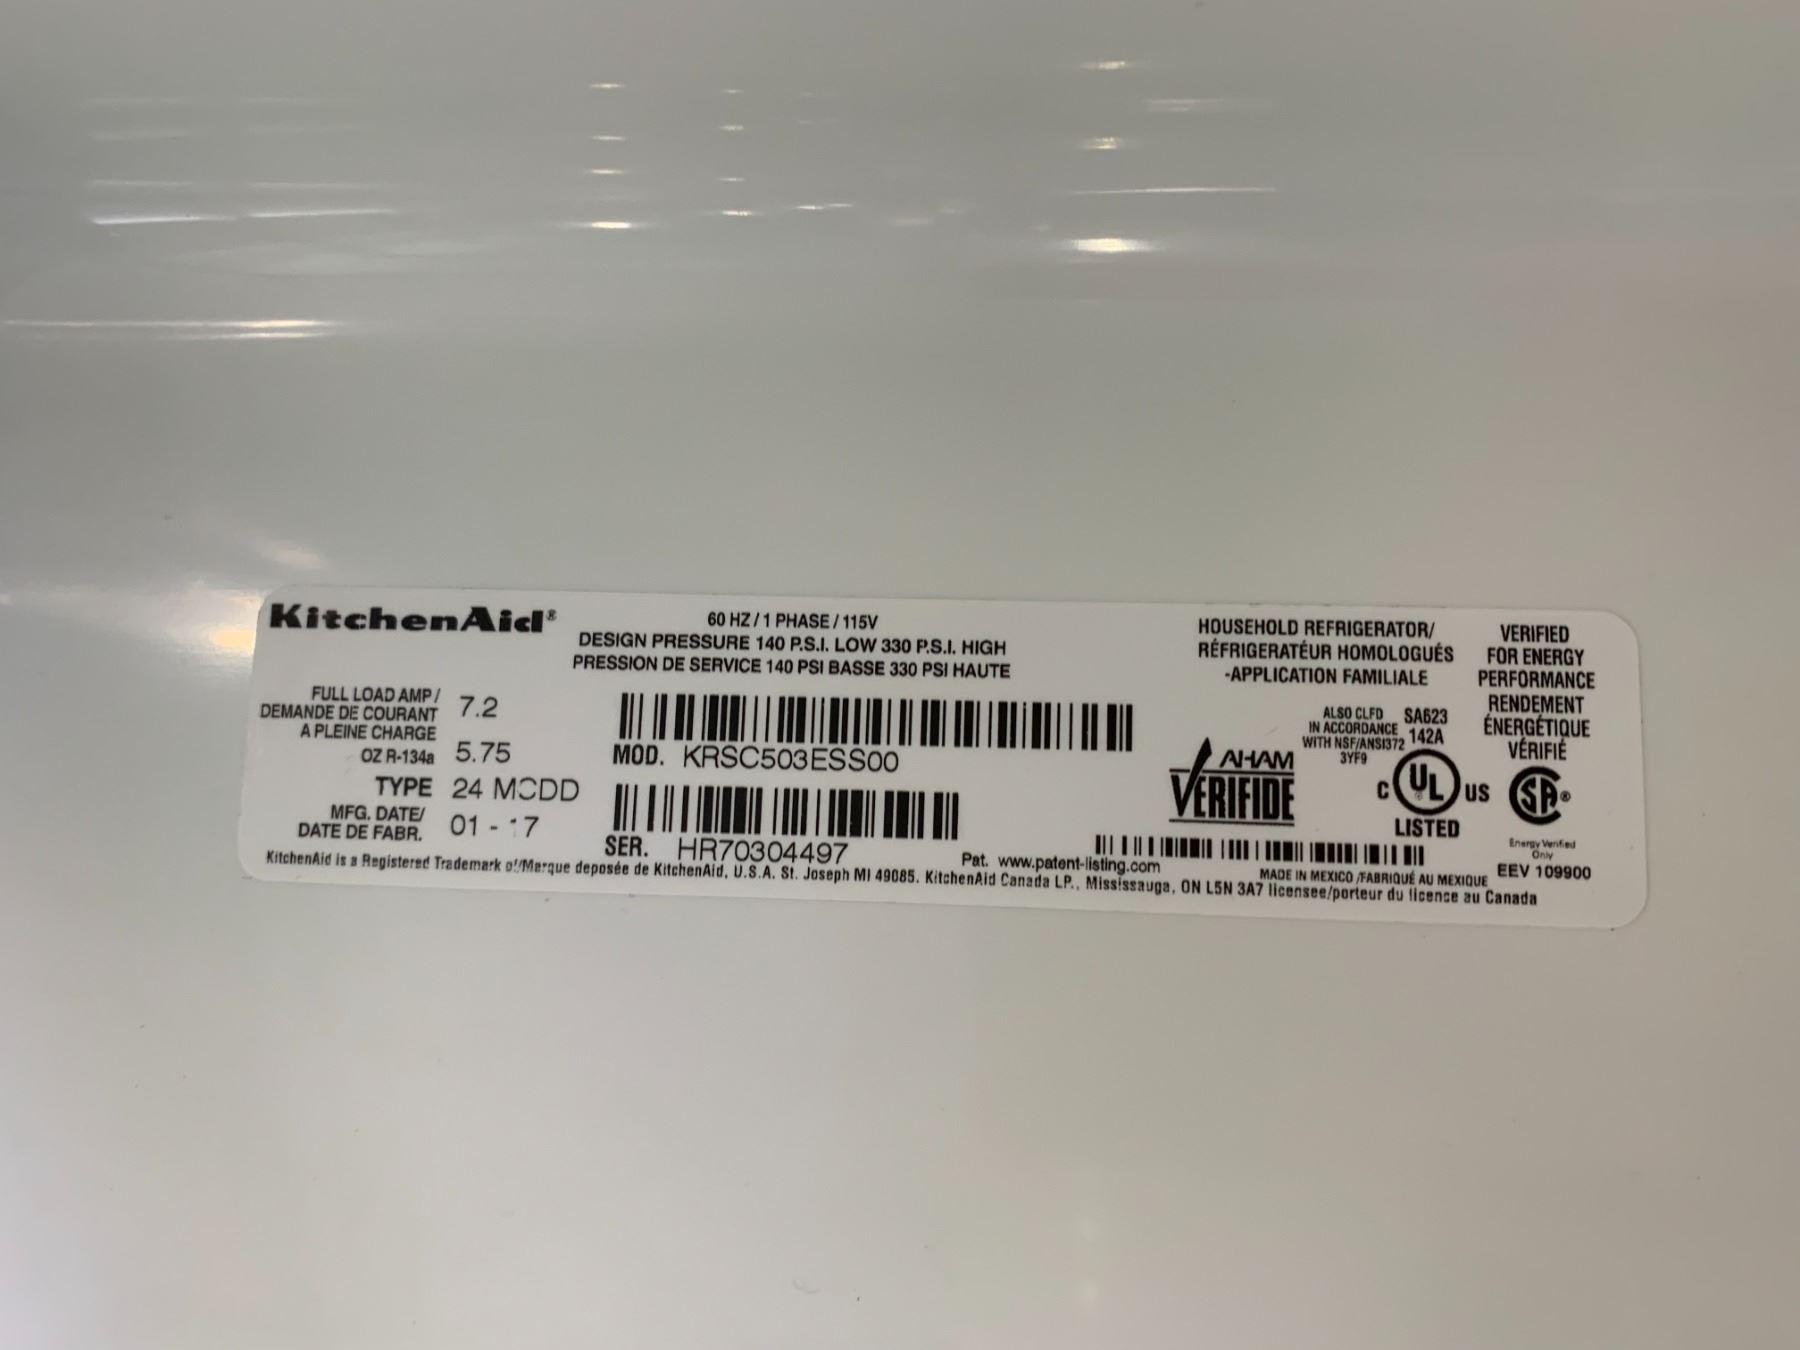 KitchenAid®
60 HZ / 1 PHASE / 115V
DESIGN PRESSURE 140 P.S.I. LOW 330 P.S.I. HIGH
PRESSION DE SERVICE 140 PSI BASSE 330 PSI HAUTE
FULL LOAD AMP / 7.2
DEMANDE DE COURANT
A PLEINE CHARGE
OZ R-134a 5.75
TYPE 24
MFG. DATE/ 01 -
DATE DE FABR.
MOD. KRSC503ESS00
SER. HR70304497
HOUSEHOLD REFRIGERATOR/
RÉFRIGERATÉUR HOMOLOGUÉS
-APPLICATION FAMILIALE
ALSO CLFD SA623
IN ACCORDANCE 142A
WITH NSF/ANSI372
3YF9
AHAM
VERIFIDE
C UL US
LISTED
VERIFIED
FOR ENERGY
PERFORMANCE
RENDEMENT
ÉNERGÉTIQUE
VÉRIFIÉ
SA®
Energy Verified
Only
EEV 109900
Pat. www.patent-listing.com
MADE IN MEXICO /FABRIQUÉ AU MEXIQUE
KitchenAid is a Registered Trademark of/Marque deposée de KitchenAid, U.S.A. St. Joseph MI 49085. KitchenAid Canada LP., Mississauga, ON L5N 3A7 licensee/porteur du licence au Canada